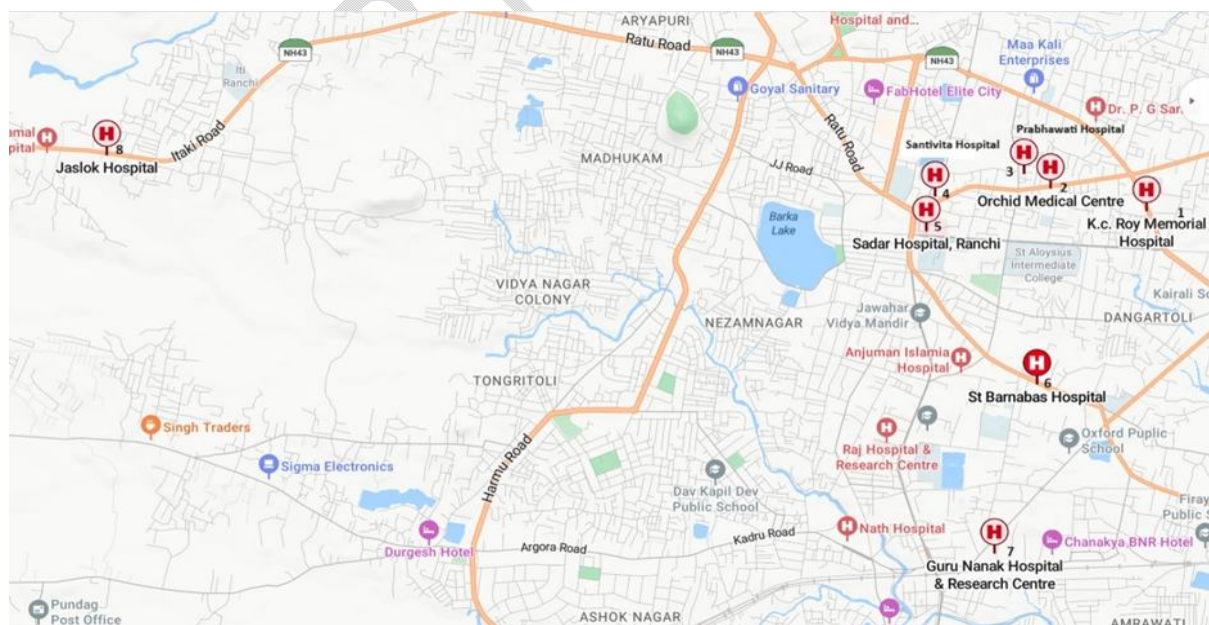 ARYAPURI
Hospital and...
Ratu Road
NH43
NH43
NH43
Maa Kali
Enterprises
Iti
Ranchi
Goyal Sanitary
FabHotel Elite City
Dr. P. G Sar.
amal
pital
8
Jaslok Hospital
Itaki Road
MADHUKAM
JJ Road
Ratu Road
Santivita Hospital
Prabhawati Hospital
3
2
4
Orchid Medical Centre
1
K.c. Roy Memorial
Hospital
5
Sadar Hospital, Ranchi
Barka
Lake
St Aloysius
Intermediate
College
VIDYA NAGAR
COLONY
Kairali Sc
DANGARTOLI
NEZAMNAGAR
Jawahar
Vidya Mandir
Anjuman Islamia
Hospital
TONGRITOLI
6
St Barnabas Hospital
Singh Traders
Harmu Road
Sigma Electronics
Raj Hospital &
Research Centre
Oxford Puplic
School
Dav Kapil Dev
Public School
Firay
Public S
Nath Hospital
Durgesh Hotel
Argora Road
Kadru Road
7
Chanakya BNR Hotel
Guru Nanak Hospital
& Research Centre
Pundag
Post Office
ASHOK NAGAR
AMRAWATI